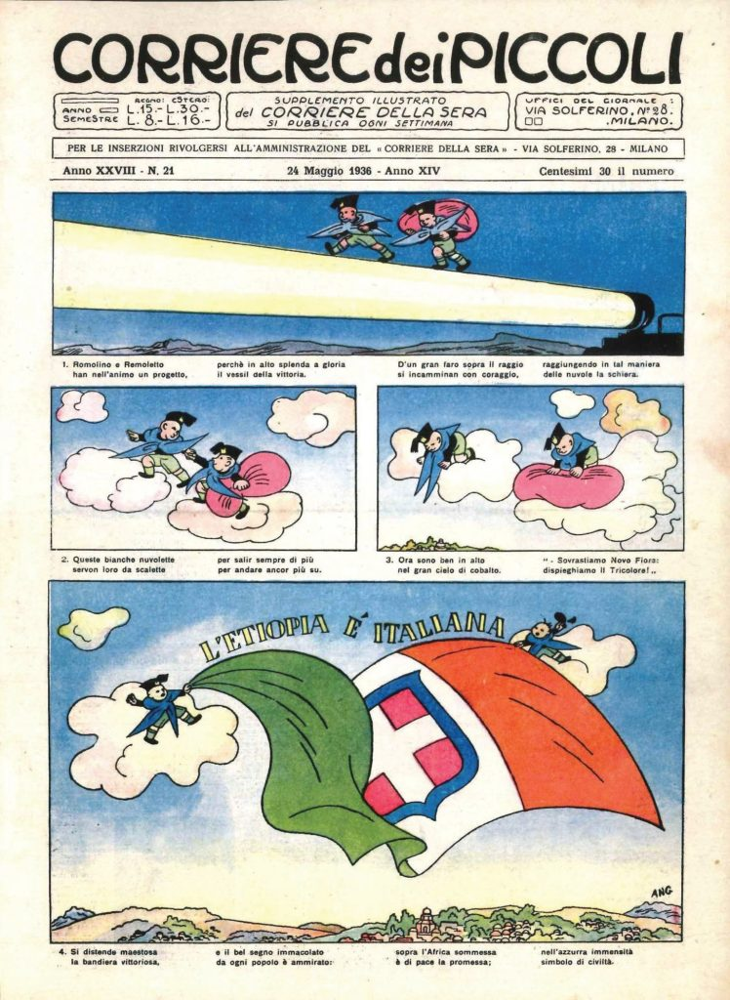 CORRIERE dei PICCOLI
REGNO: ESTERO:
ANNO L.15.- L.30.-
SEMESTRE L. 8.- L.16.-
SUPPLEMENTO ILLUSTRATO
del CORRIERE DELLA SERA
SI PUBBLICA OGNI SETTIMANA
UFFICI DEL GIORNALE:
VIA SOLFERINO, Nº 28.
MILANO.
PER LE INSERZIONI RIVOLGERSI ALL'AMMINISTRAZIONE DEL « CORRIERE DELLA SERA » - VIA SOLFERINO, 28 - MILANO
Anno XXVIII - N. 21 24 Maggio 1936 - Anno XIV Centesimi 30 il numero
1. Romolino e Remoletto
han nell'animo un progetto,
perchè in alto splenda a gloria
il vessil della vittoria.
D'un gran faro sopra il raggio
si incamminan con coraggio,
raggiungendo in tal maniera
delle nuvole la schiera.
2. Queste bianche nuvolette
servon loro da scalette
per salir sempre di più
per andare ancor più su.
3. Ora sono ben in alto
nel gran cielo di cobalto.
" - Sovrastiamo Novo Fiore:
dispieghiamo Il Tricolore! „
L'ETIOPIA E' ITALIANA
ANG
4. Si distende maestosa
la bandiera vittoriosa,
e il bel segno immacolato
da ogni popolo è ammirato:
sopra l'Africa sommessa
è di pace la promessa;
nell'azzurra immensità
simbolo di civiltà.